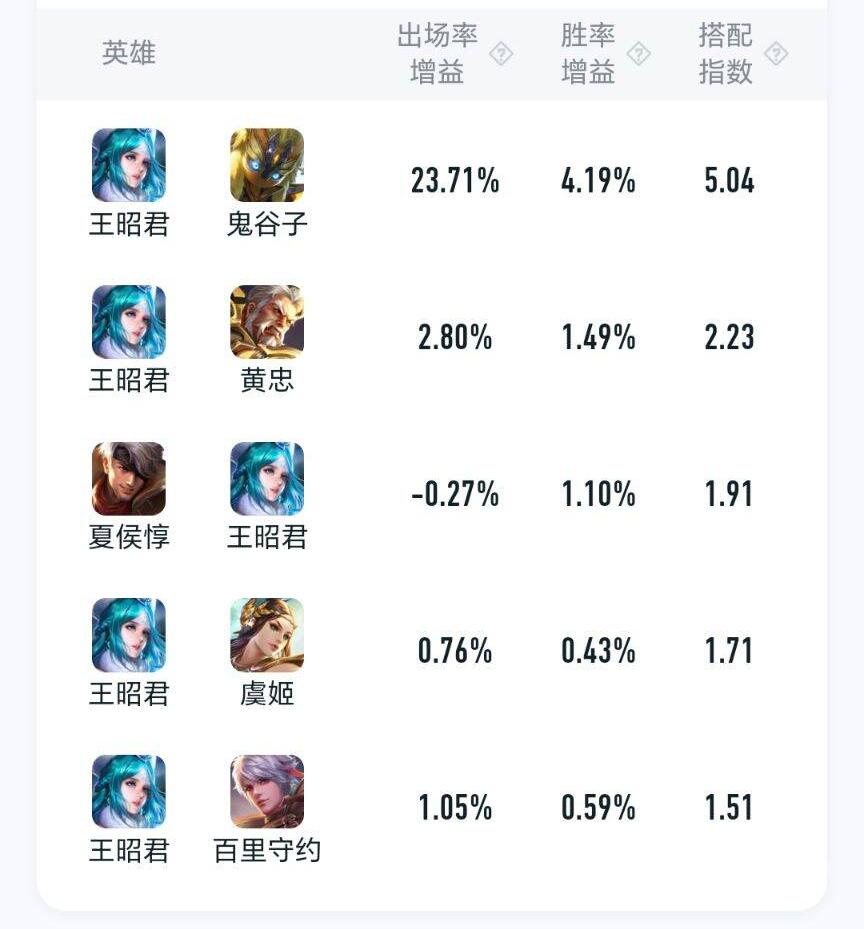 英雄
出场率
增益
?
胜率
增益
?
搭配
指数
?
王昭君 鬼谷子 23.71% 4.19% 5.04
王昭君 黄忠 2.80% 1.49% 2.23
夏侯惇 王昭君 -0.27% 1.10% 1.91
王昭君 虞姬 0.76% 0.43% 1.71
王昭君 百里守约 1.05% 0.59% 1.51